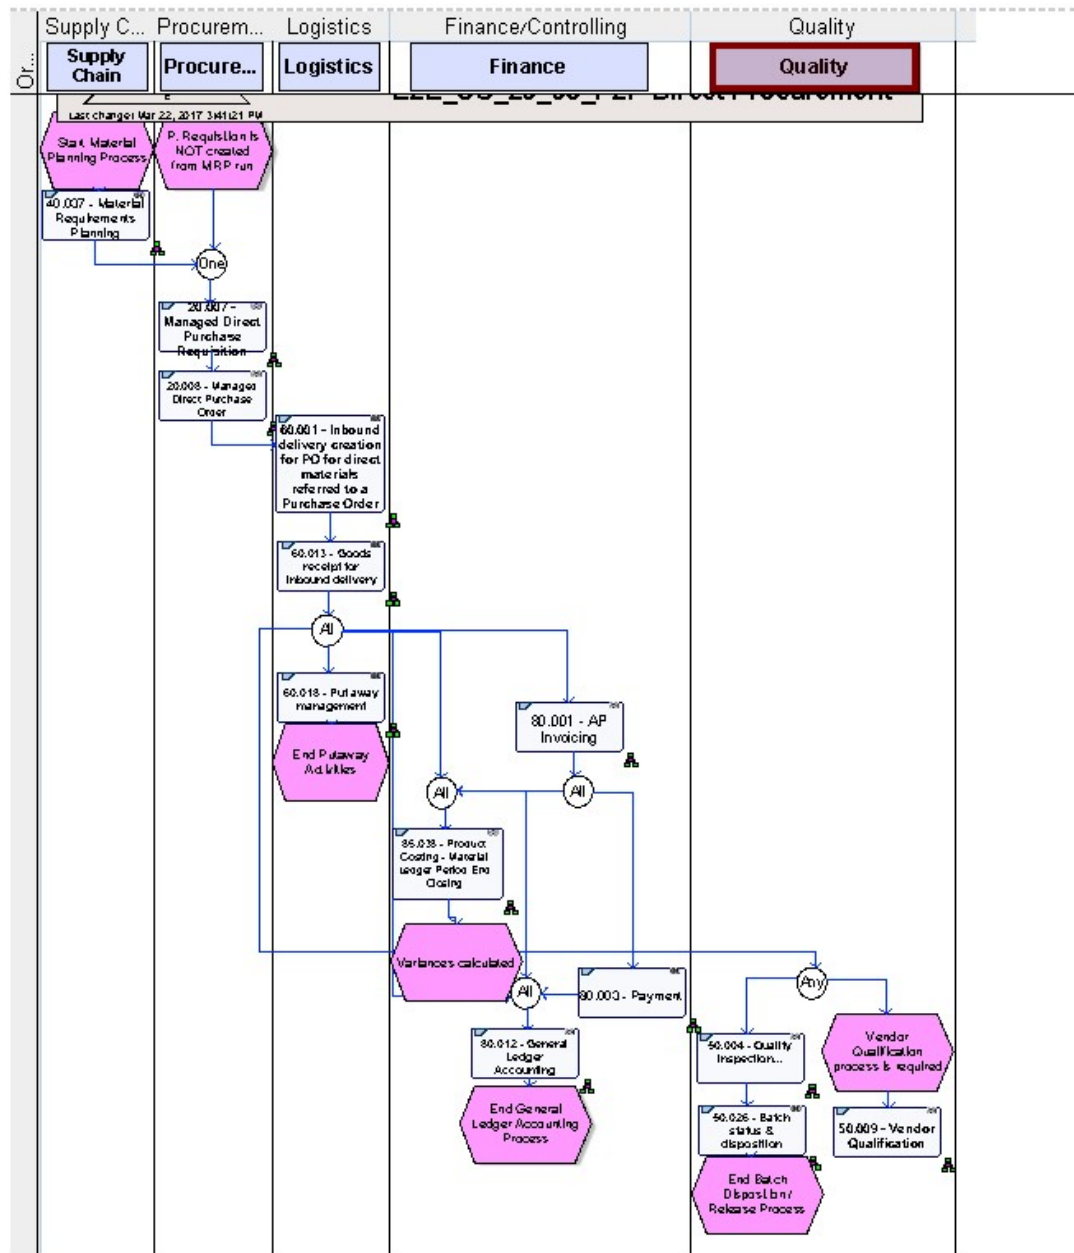 Supply C...
Procurem...
Logistics
Finance/Controlling
Quality
Or...
Supply
Chain
Procure...
Logistics
Finance
Quality
Last change: Mar 22, 2017 3:41:21 PM
Start Material
Planning Process
P. Requisition is
NOT created
from MRP run
40.037 - Material
Requirements
Planning
One
20.007 -
Managed Direct
Purchase
Requisition
20.008 - Managed
Direct Purchase
Order
60.001 - Inbound
delivery creation
for PO for direct
materials
referred to a
Purchase Order
60.013 - Goods
receipt for
inbound delivery
All
60.018 - Putaway
management
End Putaway
Activities
80.001 - AP
Invoicing
All
All
85.038 - Product
Costing - Material
Ledger Period End
Closing
Variances calculated
All
80.003 - Payment
80.012 - General
Ledger
Accounting
End General
Ledger Accounting
Process
Any
50.004 - Quality
Inspection...
50.026 - Batch
status &
disposition
End Batch
Disposition /
Release Process
Vendor
Qualification
process is required
50.009 - Vendor
Qualification